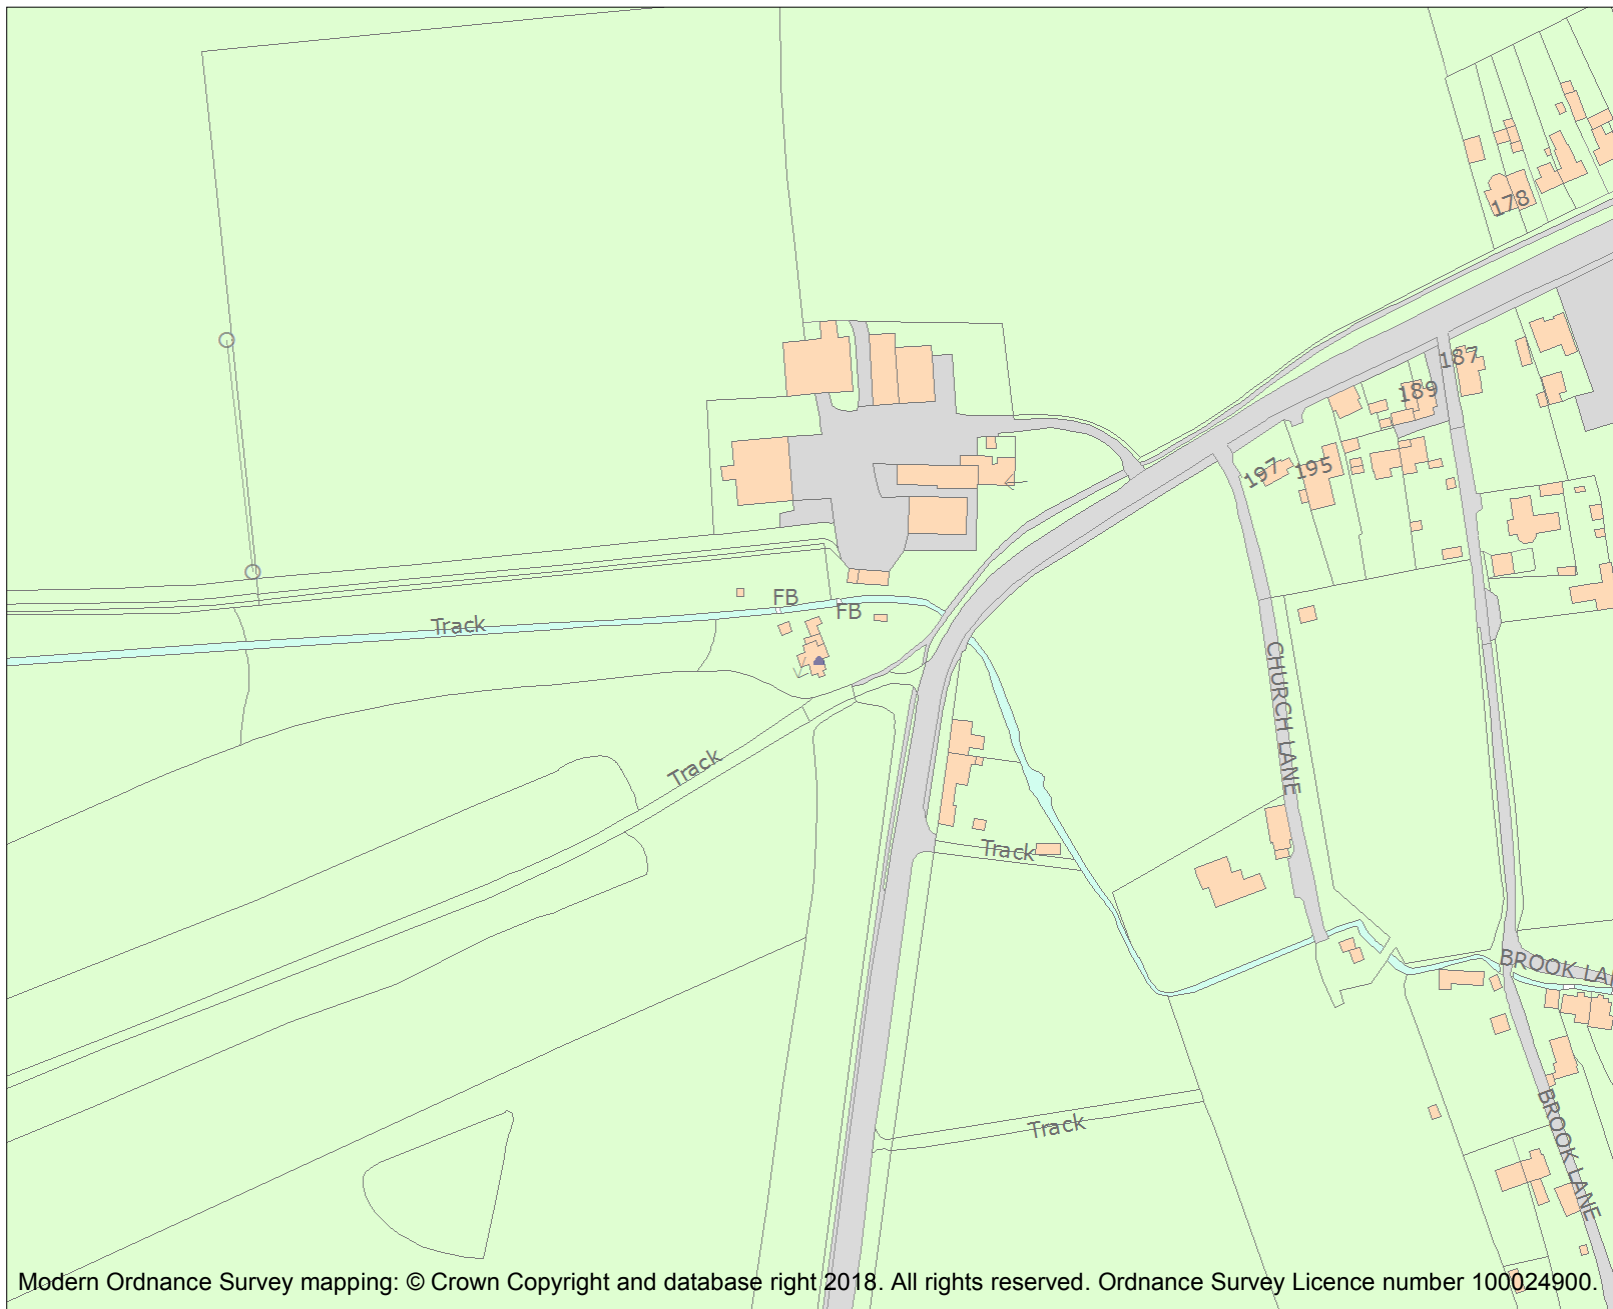 178
187
189
197
195
FB
FB
Track
CHURCH LANE
Track
Track
BROOK LA
BROOK LANE
Track
Modern Ordnance Survey mapping: © Crown Copyright and database right 2018. All rights reserved. Ordnance Survey Licence number 100024900.